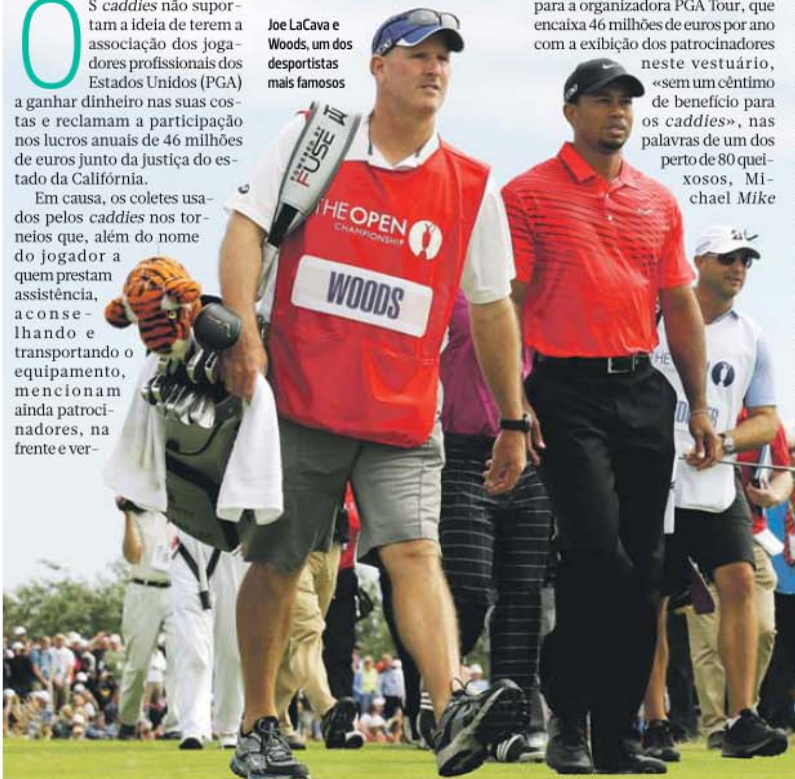 OS caddies não supor-
tam a ideia de terem a
associação dos joga-
dores profissionais dos
Estados Unidos (PGA)
a ganhar dinheiro nas suas cos-
tas e reclamam a participação
nos lucros anuais de 46 milhões
de euros junto da justiça do es-
tado da Califórnia.
Em causa, os coletes usa-
dos pelos caddies nos tor-
neios que, além do nome
do jogador a
quem prestam
assistência,
aconse-
lhando e
transportando o
equipamento,
mencionam
ainda patroci-
nadores, na
frente e ver-
Joe LaCava e
Woods, um dos
desportistas
mais famosos
para a organizadora PGA Tour, que
encaixa 46 milhões de euros por ano
com a exibição dos patrocinadores
neste vestuário,
«sem um cêntimo
de benefício para
os caddies», nas
palavras de um dos
perto de 80 quei-
xosos, Mi-
chael Mike
POWERED BY
FUSE
THE OPEN
CHAMPIONSHIP
WOODS
THE